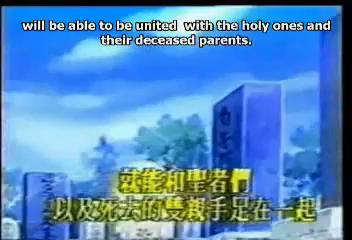 will be able to be united with the holy ones and
their deceased parents.
就能和聖者們
以及死去的雙親手足在一起